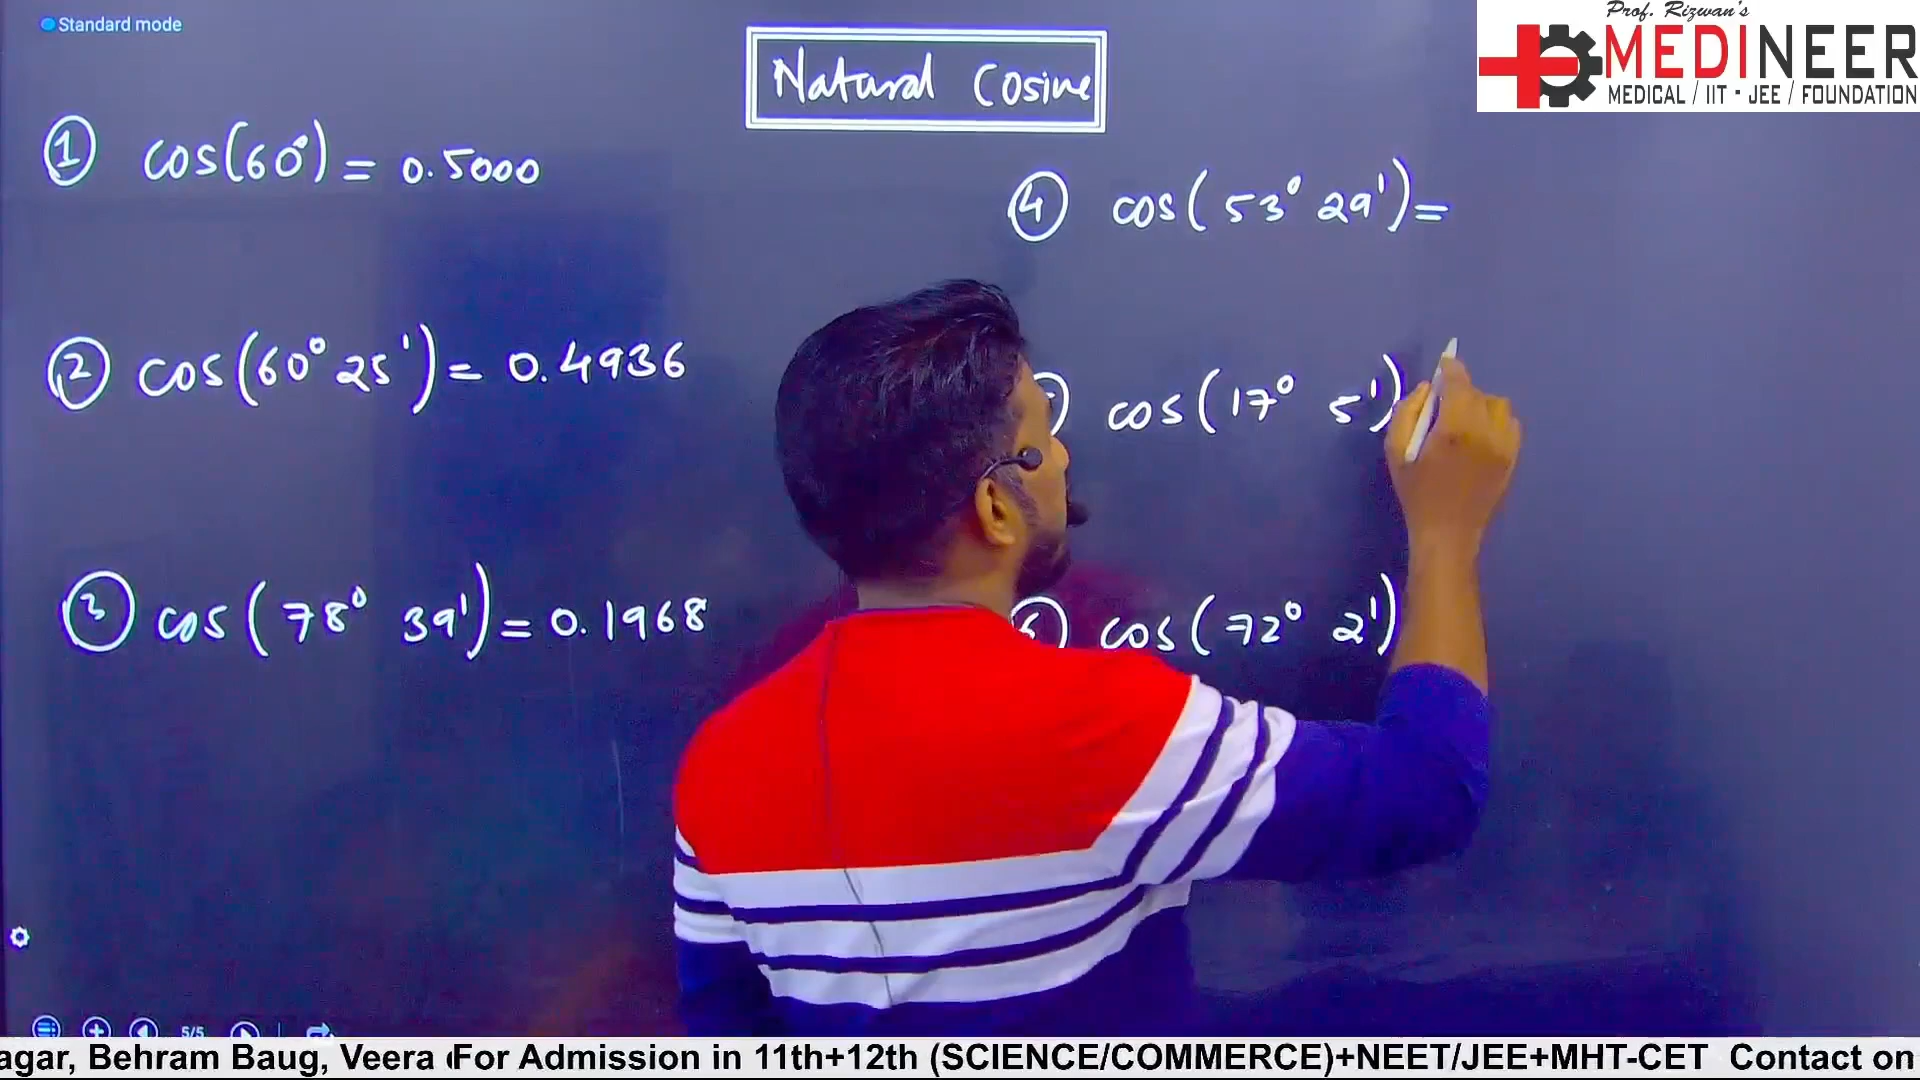 Standard mode
Natural Cosine
Prof. Rizwan's
MEDINEER
MEDICAL / IIT - JEE / FOUNDATION
① cos(60°) = 0.5000
② cos(60° 25') = 0.4936
③ cos(78° 39') = 0.1968
④ cos(53° 29') =
cos(17° 5')
cos(72° 2')
5/5
agar, Behram Baug, Veera For Admission in 11th+12th (SCIENCE/COMMERCE)+NEET/JEE+MHT-CET Contact on